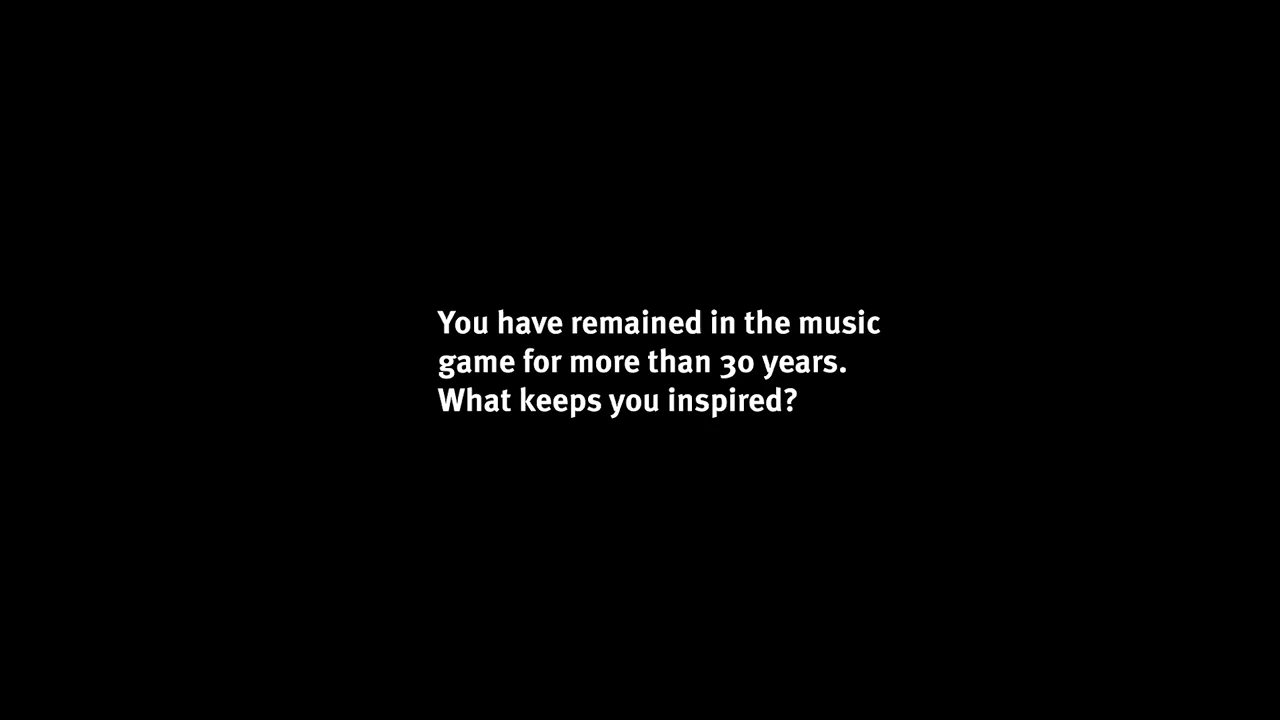 You have remained in the music
game for more than 30 years.
What keeps you inspired?